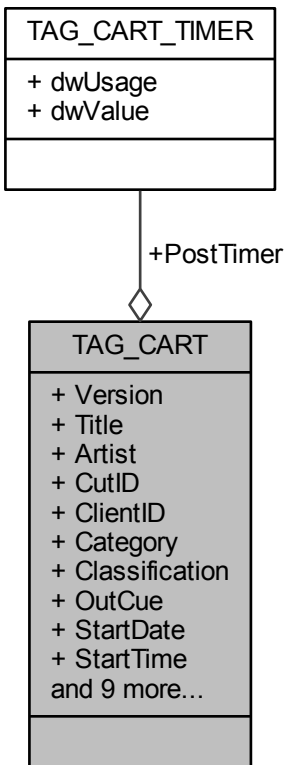 TAG_CART_TIMER
+ dwUsage
+ dwValue
+PostTimer
TAG_CART
+ Version
+ Title
+ Artist
+ CutID
+ ClientID
+ Category
+ Classification
+ OutCue
+ StartDate
+ StartTime
and 9 more...